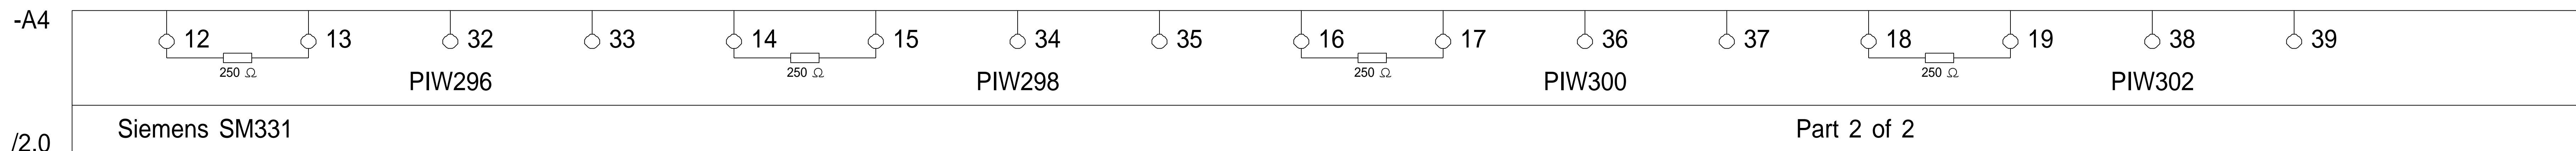 -A4
12 13 32 33 14 15 34 35 16 17 36 37 18 19 38 39
250 Ω 250 Ω 250 Ω 250 Ω
PIW296 PIW298 PIW300 PIW302
Siemens SM331 Part 2 of 2
/2.0